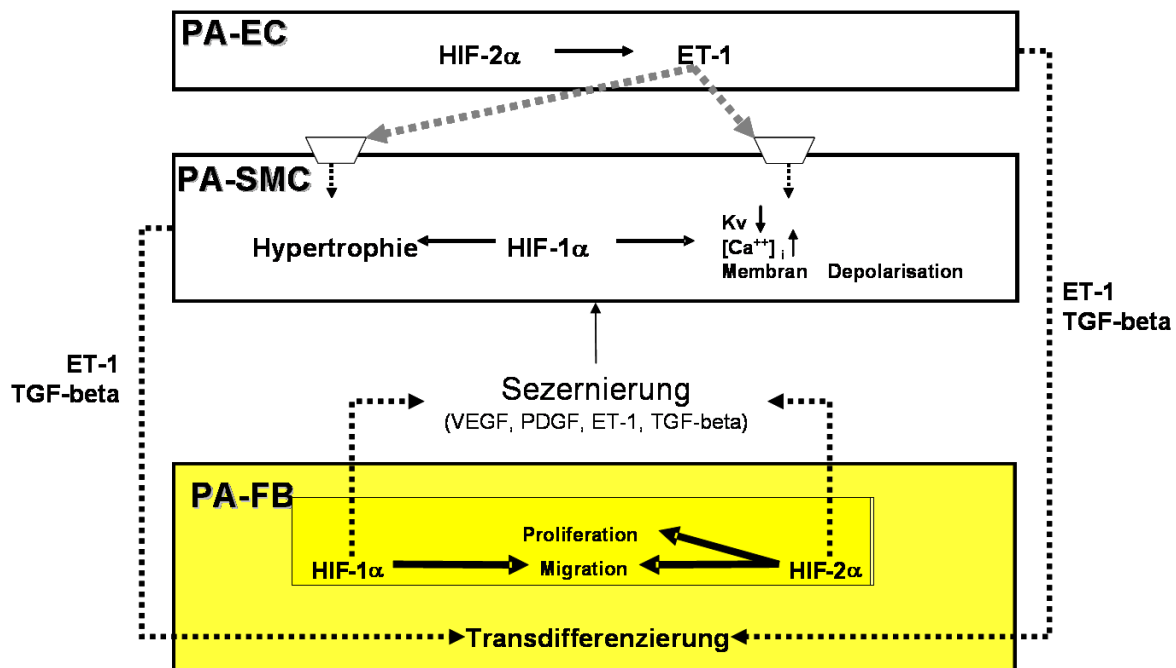 PA-EC
HIF-2α
ET-1
PA-SMC
Hypertrophie
HIF-1α
Kv
[Ca⁺⁺] i
Membran Depolarisation
ET-1
TGF-beta
ET-1
TGF-beta
Sezernierung
(VEGF, PDGF, ET-1, TGF-beta)
PA-FB
Proliferation
HIF-1α
Migration
HIF-2α
Transdifferenzierung